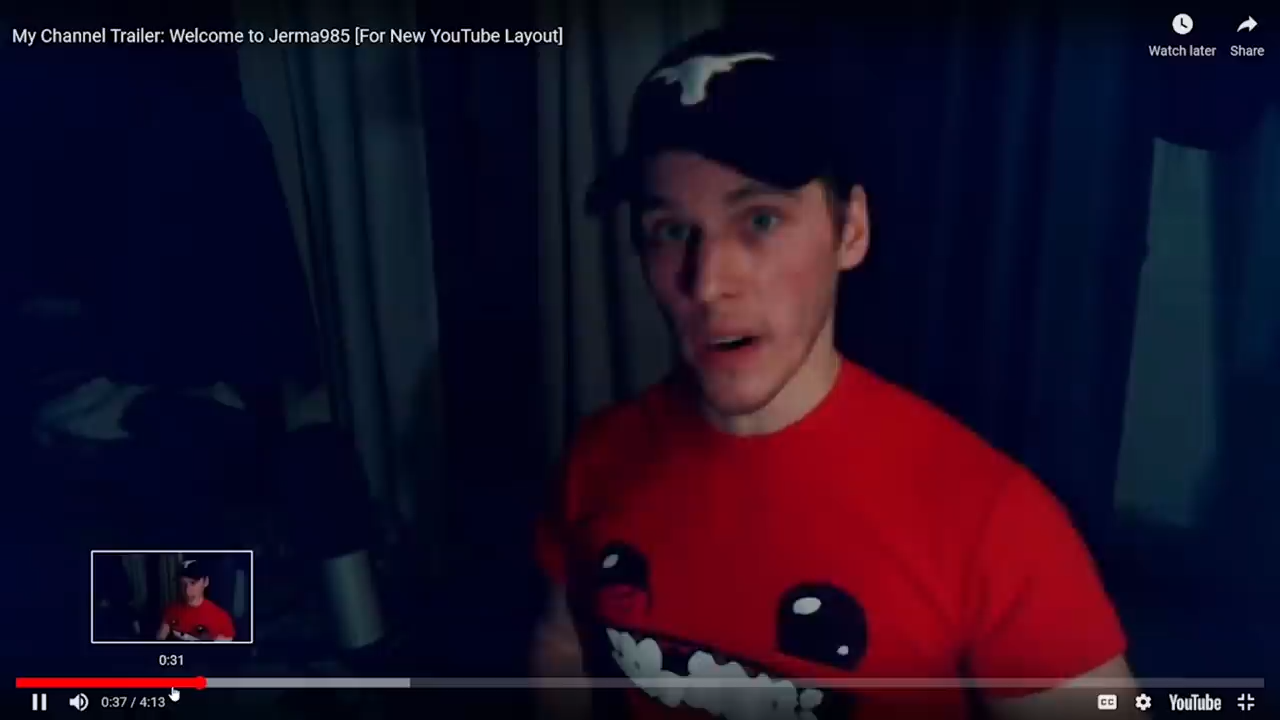 My Channel Trailer: Welcome to Jerma985 [For New YouTube Layout]
Watch later
Share
0:31
0:37 / 4:13
CC
YouTube